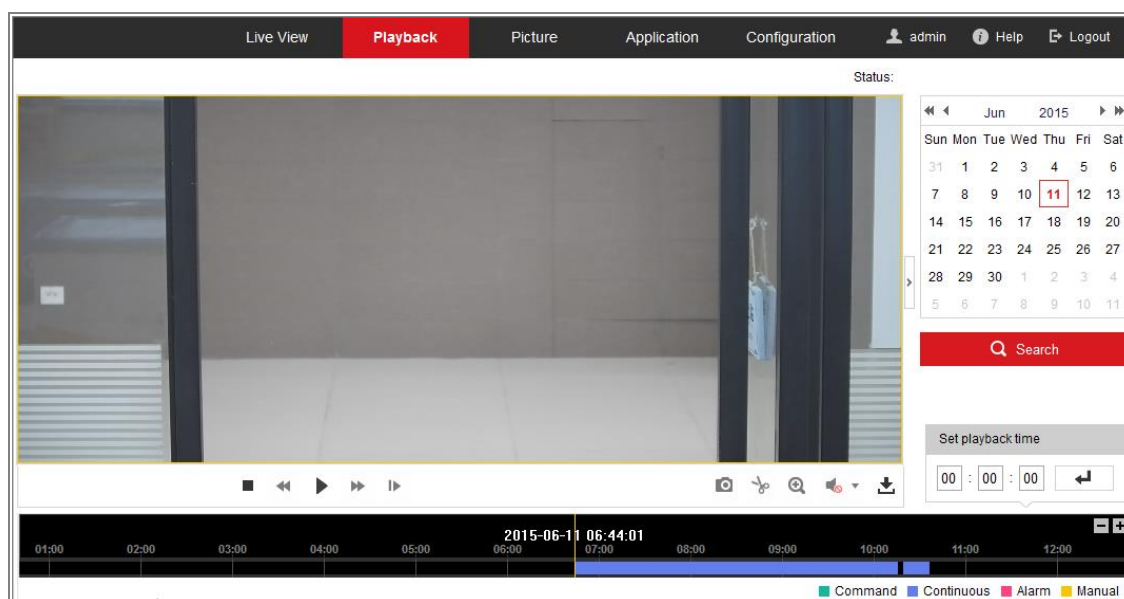 Live View Playback Picture Application Configuration admin Help Logout
Status:
Jun 2015
Sun Mon Tue Wed Thu Fri Sat
31 1 2 3 4 5 6
7 8 9 10 11 12 13
14 15 16 17 18 19 20
21 22 23 24 25 26 27
28 29 30 1 2 3 4
5 6 7 8 9 10 11
Search
Set playback time
00 : 00 : 00
2015-06-11 06:44:01
01:00 02:00 03:00 04:00 05:00 06:00 07:00 08:00 09:00 10:00 11:00 12:00
Command Continuous Alarm Manual